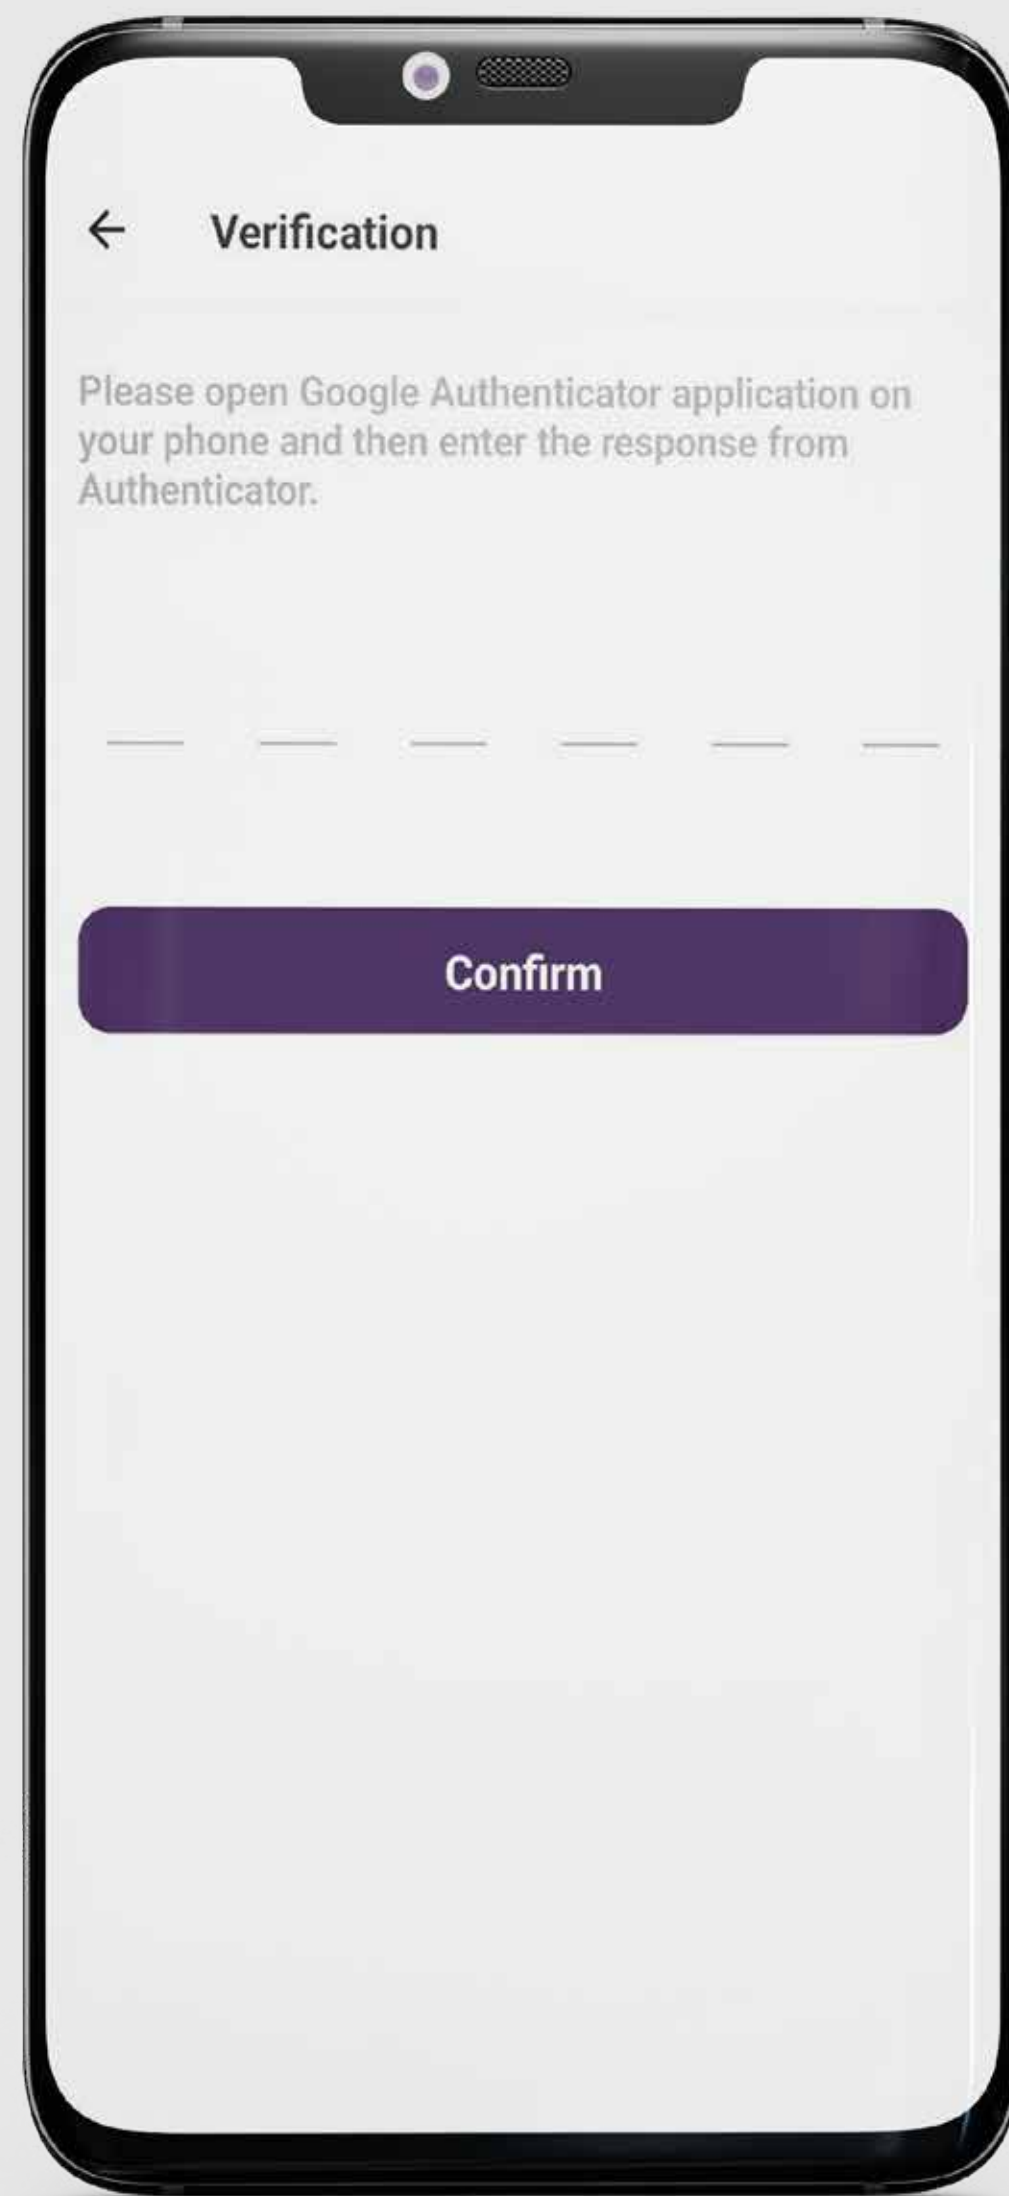 Verification
Please open Google Authenticator application on
your phone and then enter the response from
Authenticator.
Confirm